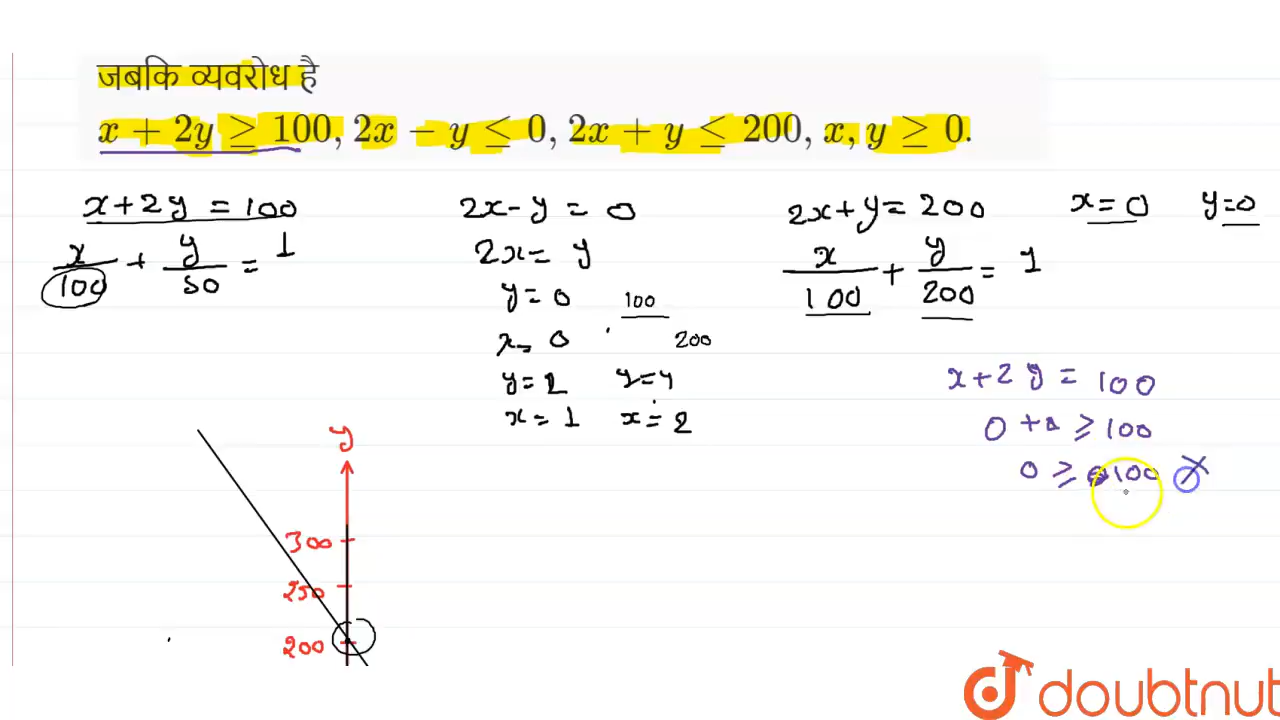 जबकि व्यवरोध है
x + 2y ≥ 100, 2x − y ≤ 0, 2x + y ≤ 200, x, y ≥ 0.
x+2y = 100
x/100 + y/50 = 1
2x-y = 0
2x= y
y= 0 100
x= 0 200
y= 2 y=4
x= 1 x= 2
2x+y= 200
x/100 + y/200 = 1
x=0 y=0
x+2y = 100
0 + ≥ 100
0 ≥ 100 ×
y
300
250
200
doubtnut